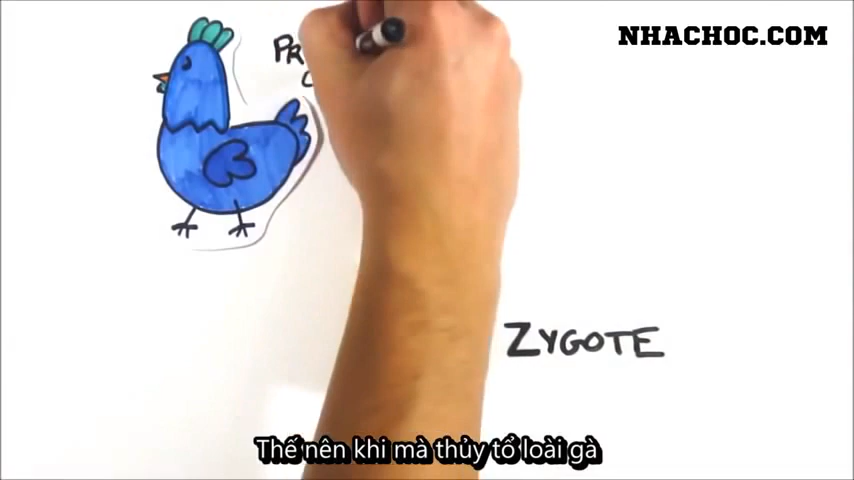 NHACHOC.COM
ZYGOTE
Thế nên khi mà thủy tổ loài gà